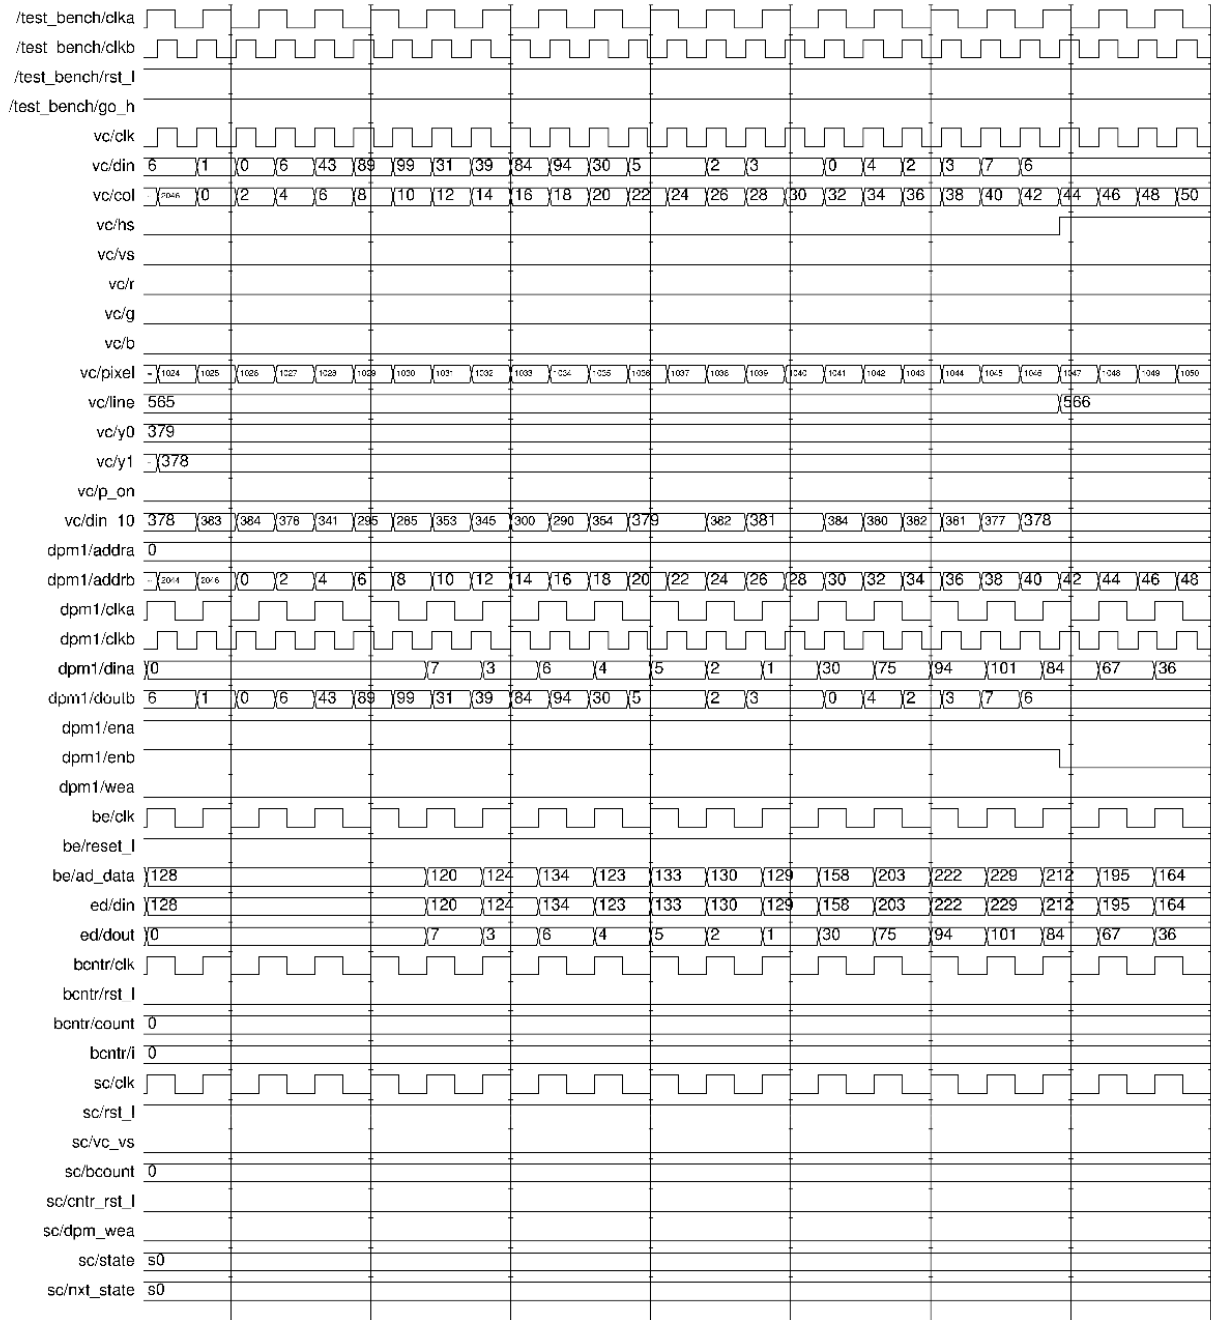 /test_bench/clka
/test_bench/clkb
/test_bench/rst_l
/test_bench/go_h
vc/clk
vc/din 6 1 0 6 43 89 99 31 39 84 94 30 5 2 3 0 4 2 3 7 6
vc/col - 2046 0 2 4 6 8 10 12 14 16 18 20 22 24 26 28 30 32 34 36 38 40 42 44 46 48 50
vc/hs
vc/vs
vc/r
vc/g
vc/b
vc/pixel - 1024 1025 1026 1027 1028 1029 1030 1031 1032 1033 1034 1035 1036 1037 1038 1039 1040 1041 1042 1043 1044 1045 1046 1047 1048 1049 1050
vc/line 565 566
vc/y0 379
vc/y1 - 378
vc/p_on
vc/din_10 378 383 384 378 341 295 285 353 345 300 290 354 379 382 381 384 380 382 381 377 378
dpm1/addra 0
dpm1/addrb - 2044 2046 0 2 4 6 8 10 12 14 16 18 20 22 24 26 28 30 32 34 36 38 40 42 44 46 48
dpm1/clka
dpm1/clkb
dpm1/dina 0 7 3 6 4 5 2 1 30 75 94 101 84 67 36
dpm1/doutb 6 1 0 6 43 89 99 31 39 84 94 30 5 2 3 0 4 2 3 7 6
dpm1/ena
dpm1/enb
dpm1/wea
be/clk
be/reset_l
be/ad_data 128 120 124 134 123 133 130 129 158 203 222 229 212 195 164
ed/din 128 120 124 134 123 133 130 129 158 203 222 229 212 195 164
ed/dout 0 7 3 6 4 5 2 1 30 75 94 101 84 67 36
bcntr/clk
bcntr/rst_l
bcntr/count 0
bcntr/i 0
sc/clk
sc/rst_l
sc/vc_vs
sc/bcount 0
sc/cntr_rst_l
sc/dpm_wea
sc/state s0
sc/nxt_state s0